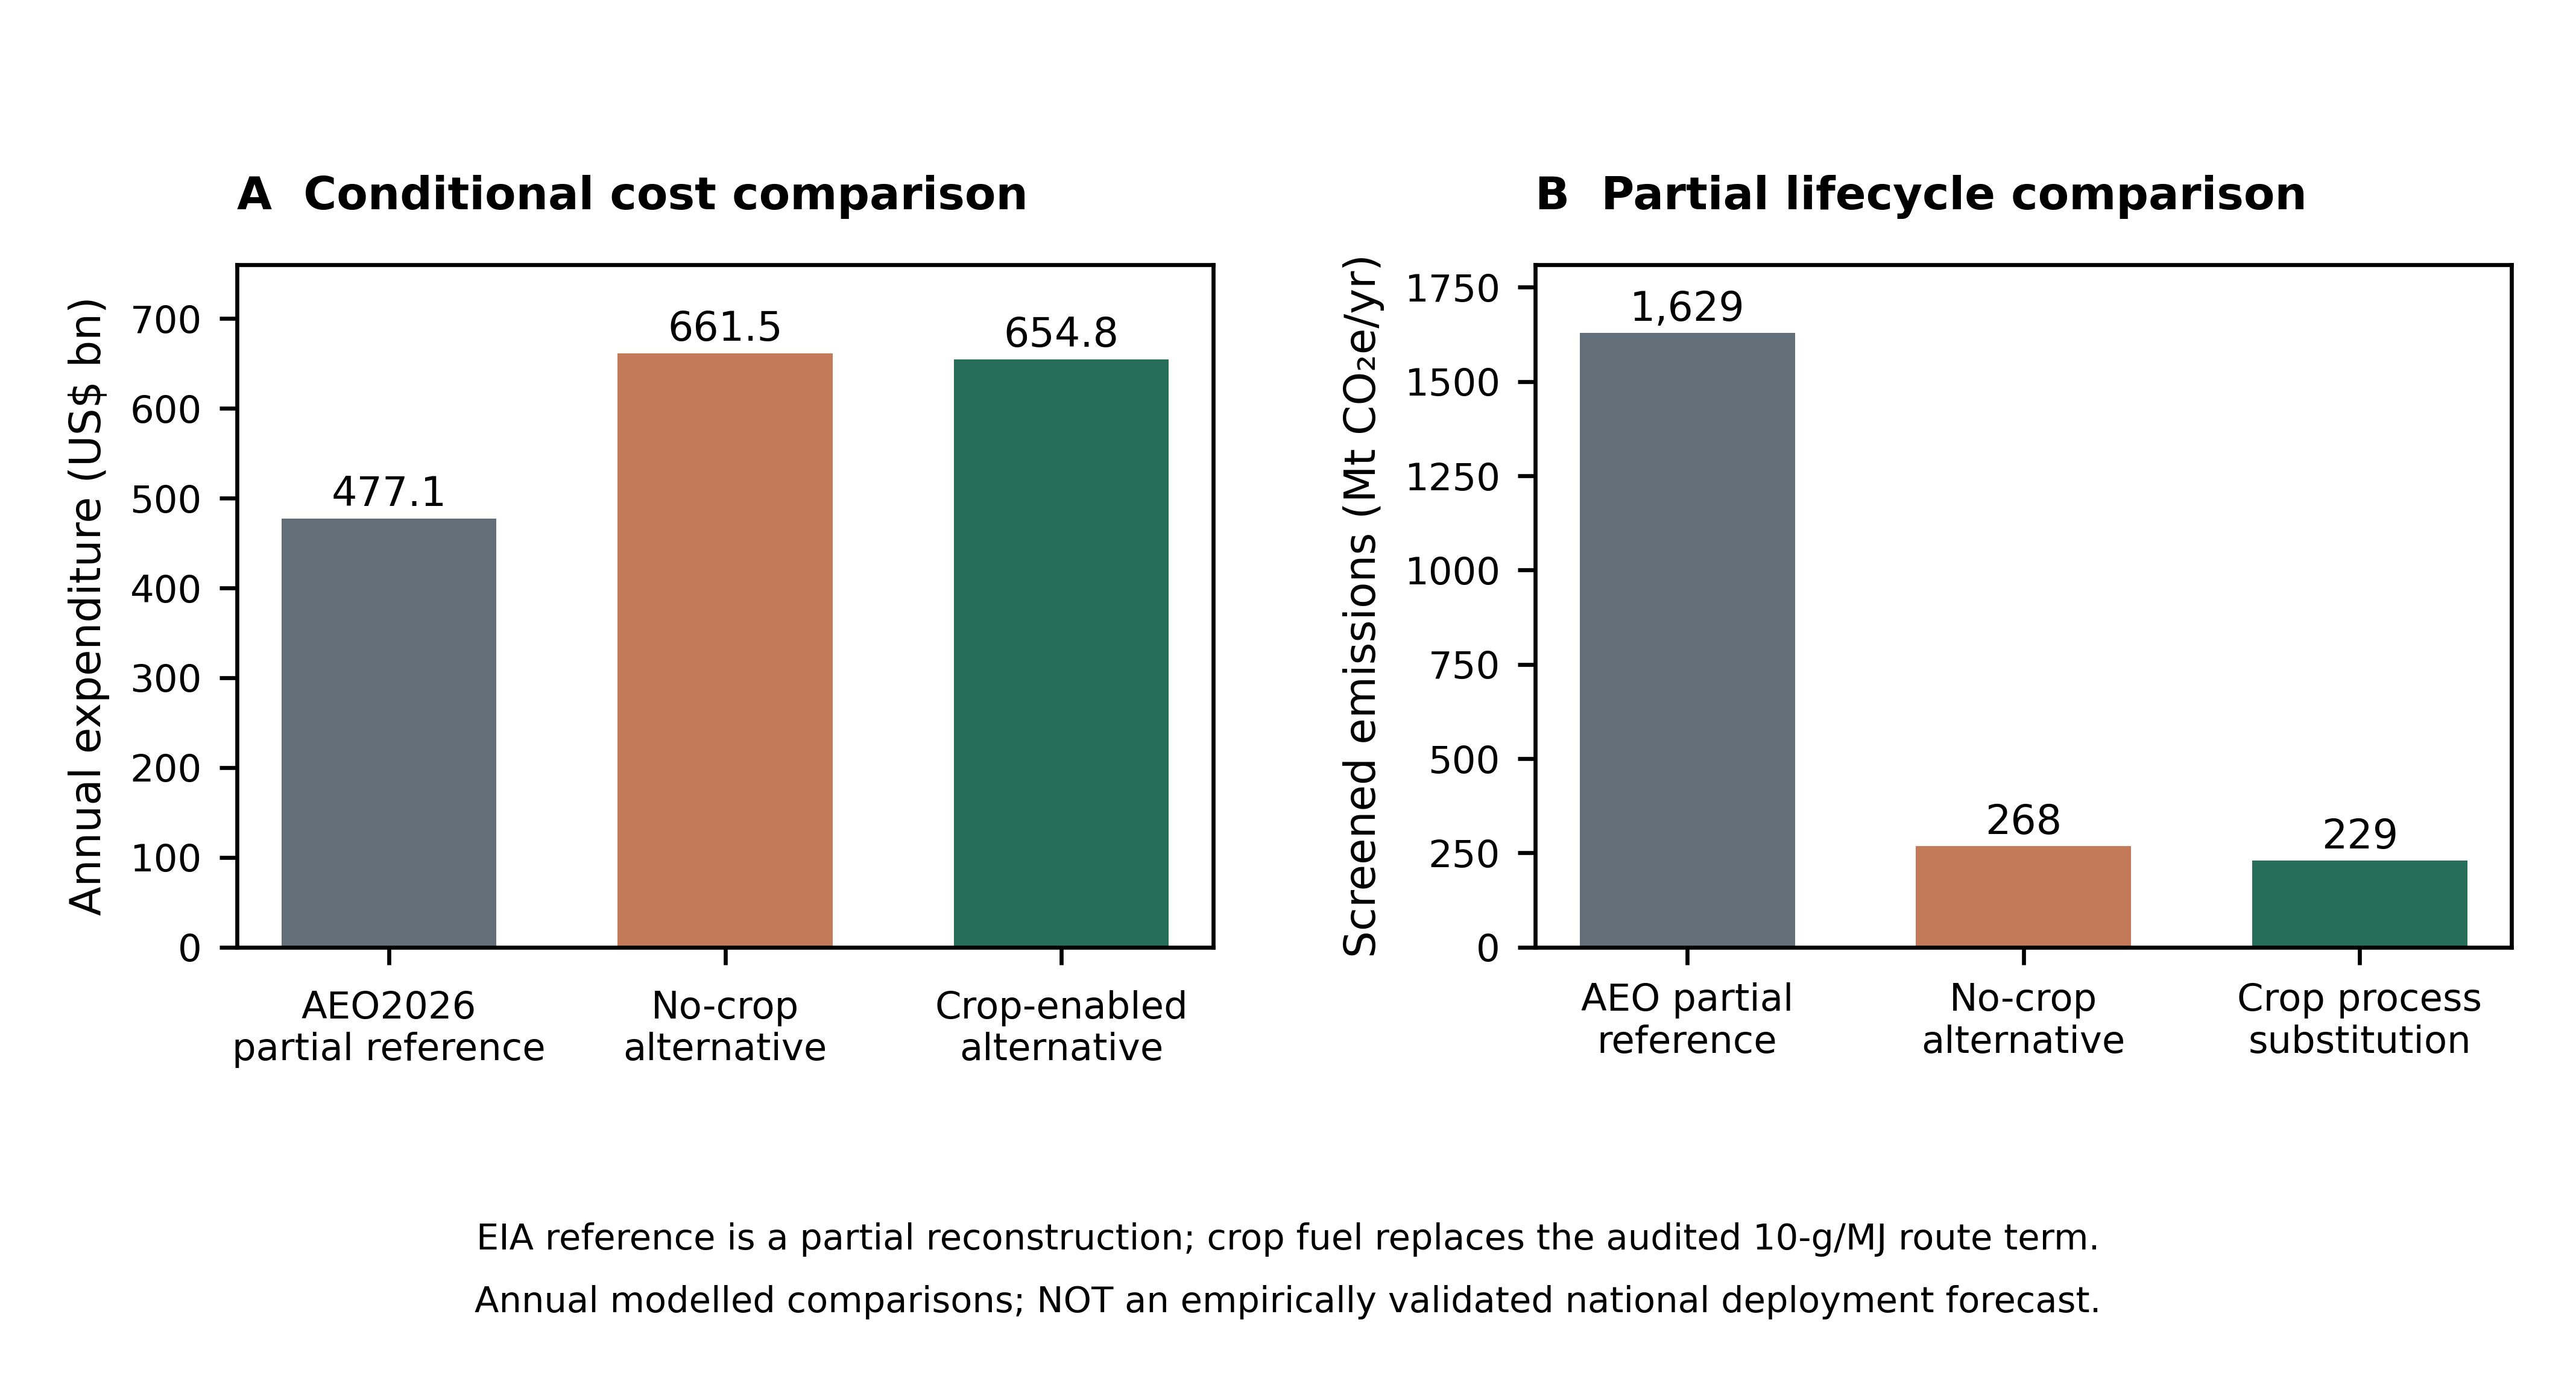 A Conditional cost comparison
Annual expenditure (US$ bn)
700
600
500
400
300
200
100
0
477.1
661.5
654.8
AEO2026
partial reference
No-crop
alternative
Crop-enabled
alternative
B Partial lifecycle comparison
Screened emissions (Mt CO₂e/yr)
1750
1500
1250
1000
750
500
250
0
1,629
268
229
AEO partial
reference
No-crop
alternative
Crop process
substitution
EIA reference is a partial reconstruction; crop fuel replaces the audited 10-g/MJ route term.
Annual modelled comparisons; NOT an empirically validated national deployment forecast.